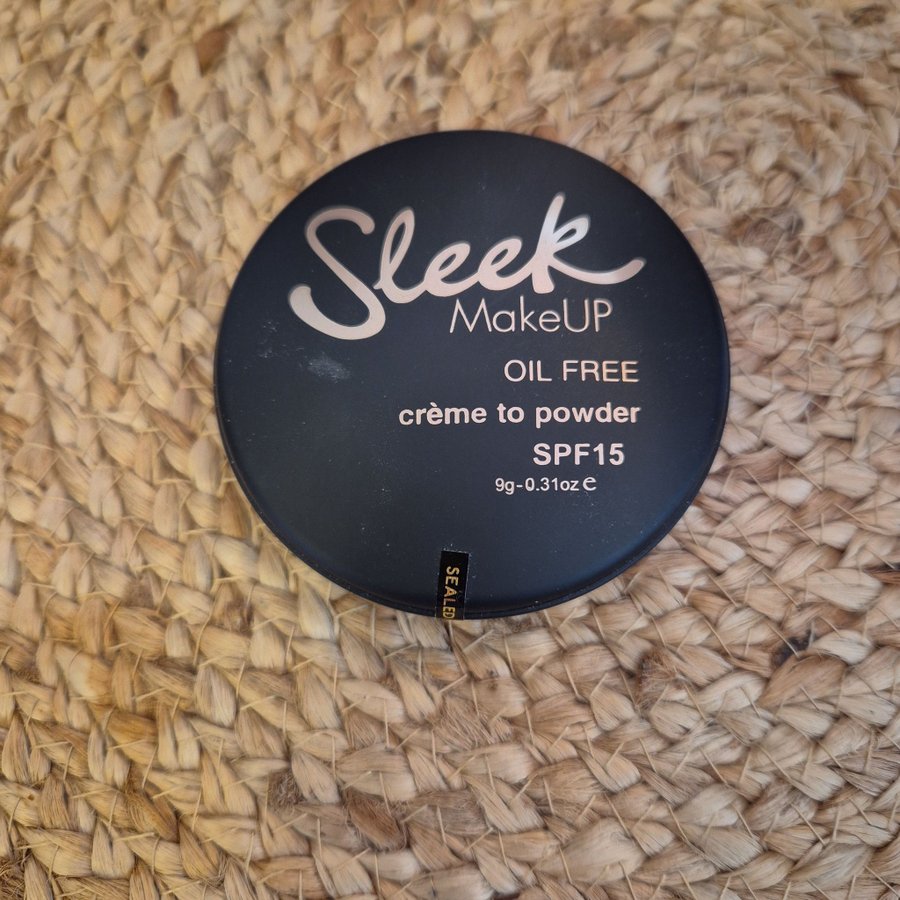 Sleek
MakeUP
OIL FREE
crème to powder
SPF15
9g-0.31oz e
SEALED